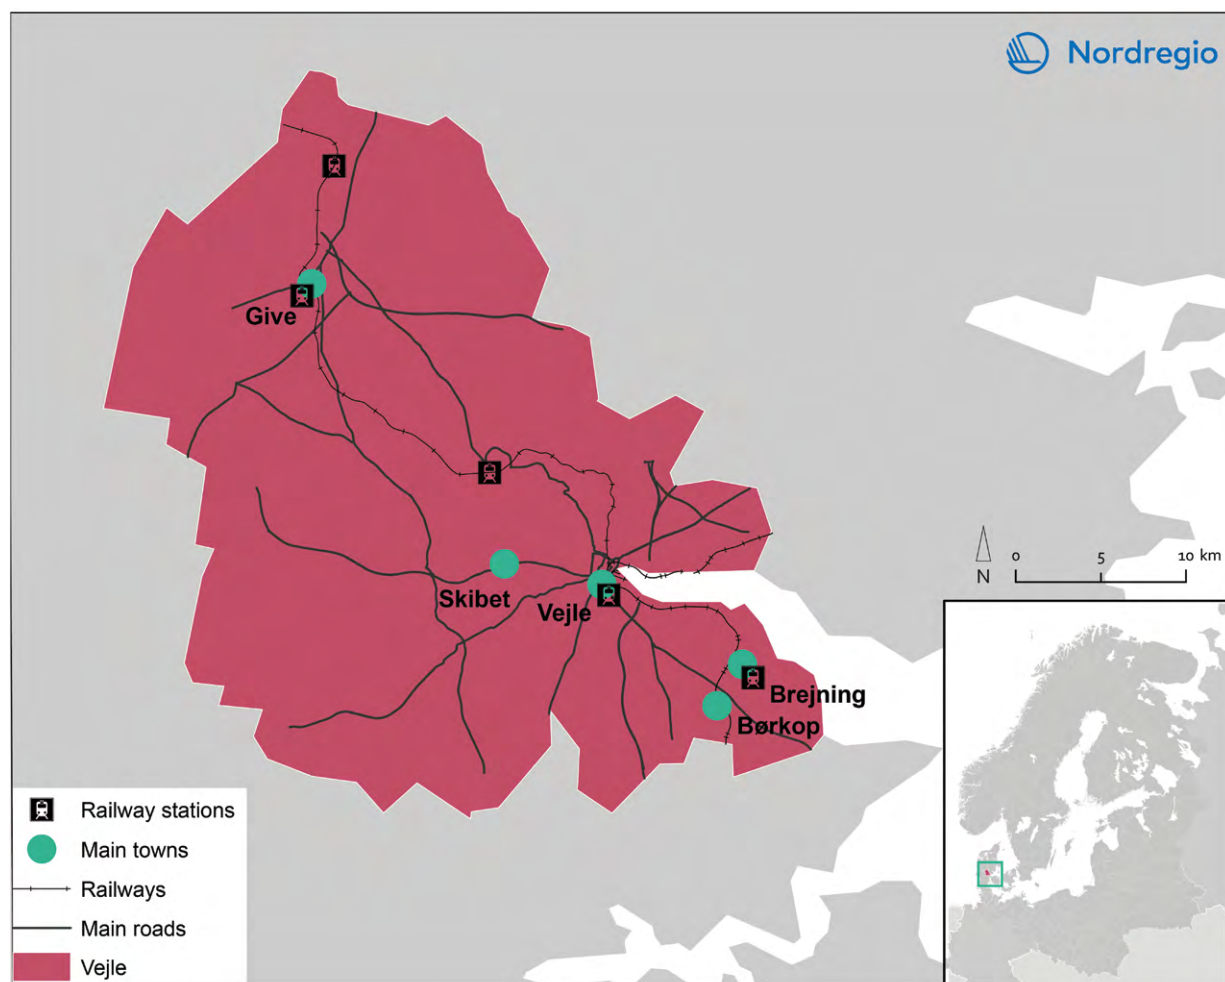 Nordregio
Give
Skibet
Vejle
Brejning
Børkop
N
0 5 10 km
Railway stations
Main towns
Railways
Main roads
Vejle